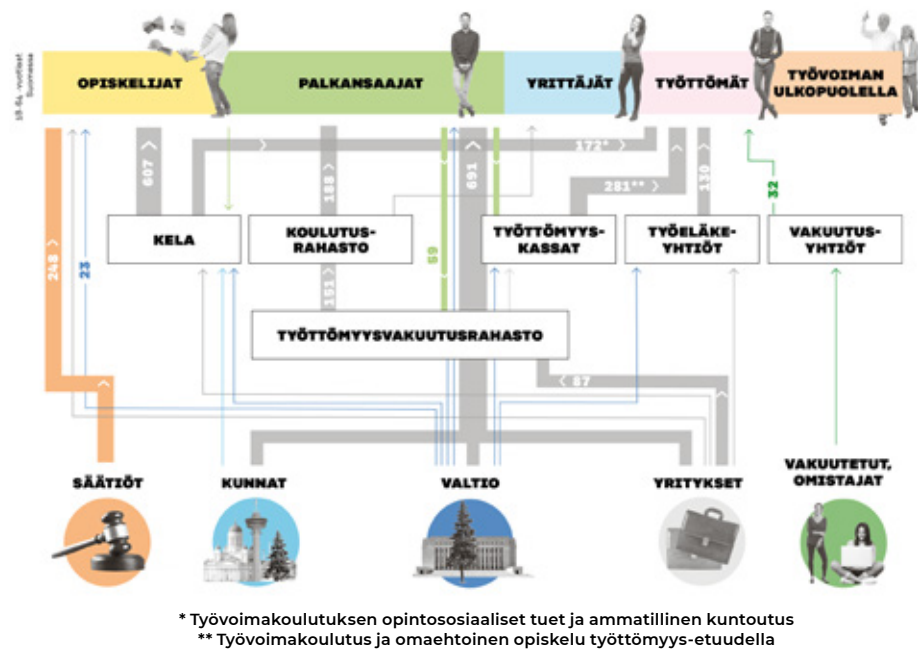 18-64 -vuotiaat
Suomessa
OPISKELIJAT
PALKANSAAJAT
YRITTÄJÄT
TYÖTTÖMÄT
TYÖVOIMAN
ULKOPUOLELLA
607
188
691
172*
281**
130
32
KELA
KOULUTUS-
RAHASTO
TYÖTTÖMYYS-
KASSAT
TYÖELÄKE-
YHTIÖT
VAKUUTUS-
YHTIÖT
248
23
151
59
TYÖTTÖMYYSVAKUUTUSRAHASTO
87
SÄÄTIÖT
KUNNAT
VALTIO
YRITYKSET
VAKUUTETUT,
OMISTAJAT
* Työvoimakoulutuksen opintososiaaliset tuet ja ammatillinen kuntoutus
** Työvoimakoulutus ja omaehtoinen opiskelu työttömyys-etuudella